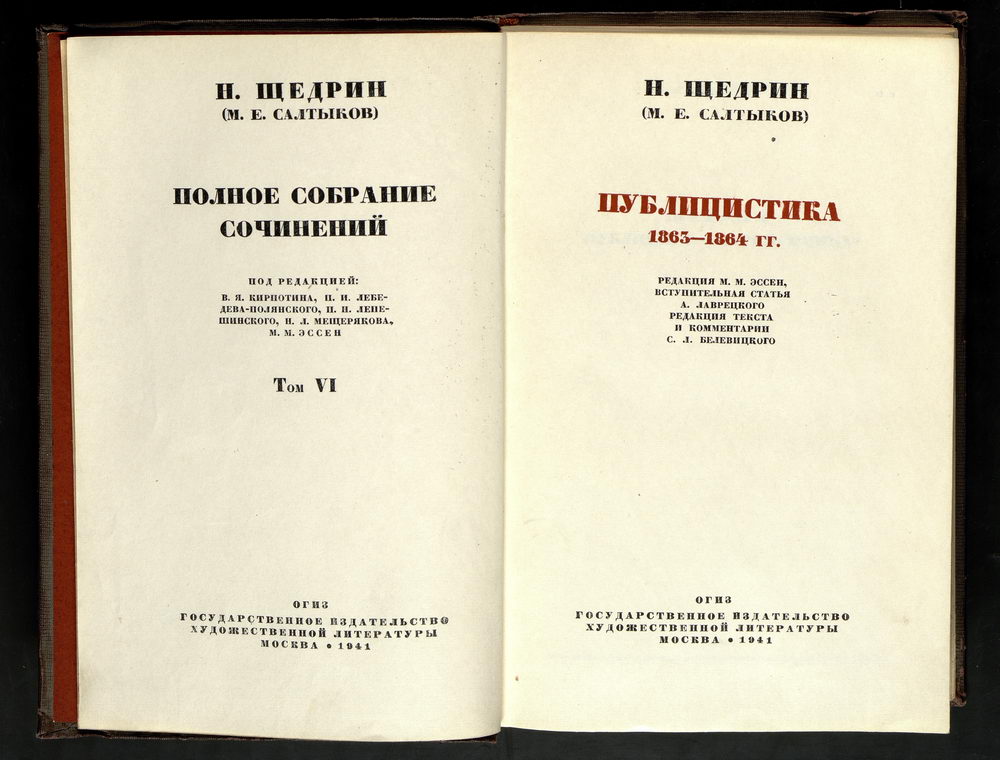 Н. ЩЕДРИН
(М. Е. САЛТЫКОВ)
ПОЛНОЕ СОБРАНИЕ
СОЧИНЕНИЙ
ПОД РЕДАКЦИЕЙ:
В. Я. КИРПОТИНА, П. И. ЛЕБЕ-
ДЕВА-ПОЛЯНСКОГО, П. Н. ЛЕПЕ-
ШИНСКОГО, Н. Л. МЕЩЕРЯКОВА,
М. М. ЭССЕН
Том VI
ОГИЗ
ГОСУДАРСТВЕННОЕ ИЗДАТЕЛЬСТВО
ХУДОЖЕСТВЕННОЙ ЛИТЕРАТУРЫ
МОСКВА • 1941
Н. ЩЕДРИН
(М. Е. САЛТЫКОВ)
ПУБЛИЦИСТИКА
1863—1864 ГГ.
РЕДАКЦИЯ М. М. ЭССЕН,
ВСТУПИТЕЛЬНАЯ СТАТЬЯ
А. ЛАВРЕЦКОГО
РЕДАКЦИЯ ТЕКСТА
И КОММЕНТАРИИ
С. Л. БЕЛЕВИЦКОГО
ОГИЗ
ГОСУДАРСТВЕННОЕ ИЗДАТЕЛЬСТВО
ХУДОЖЕСТВЕННОЙ ЛИТЕРАТУРЫ
МОСКВА • 1941